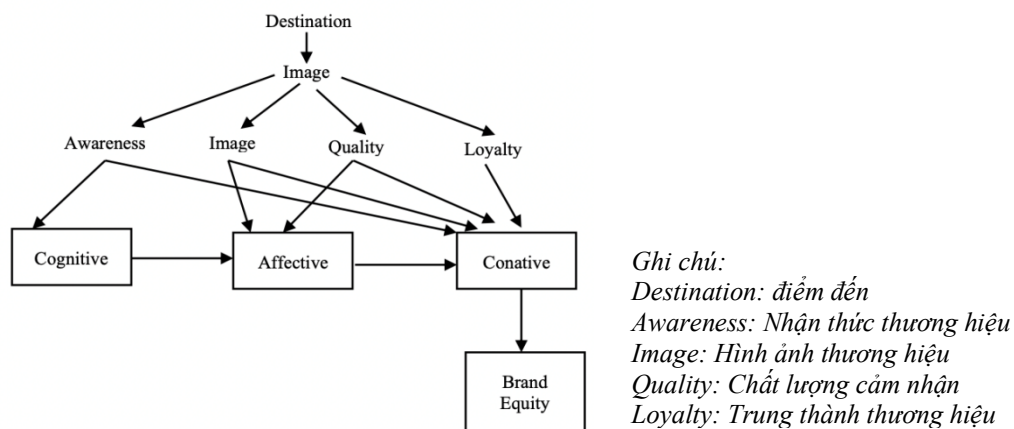 Destination
Image
Awareness
Image
Quality
Loyalty
Cognitive
Affective
Conative
Brand
Equity
Ghi chú:
Destination: điểm đến
Awareness: Nhận thức thương hiệu
Image: Hình ảnh thương hiệu
Quality: Chất lượng cảm nhận
Loyalty: Trung thành thương hiệu